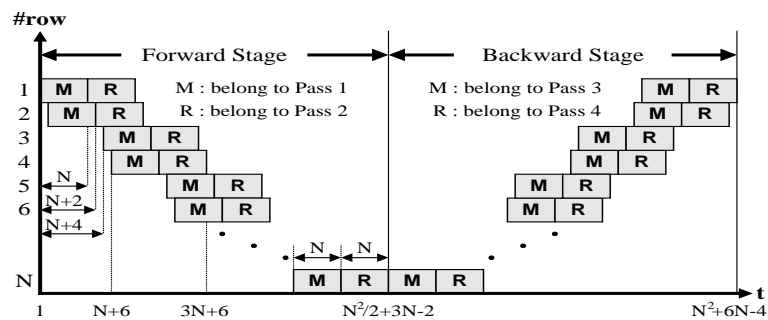 #row
Forward Stage Backward Stage
1 M R M : belong to Pass 1 M : belong to Pass 3 M R
2 M R R : belong to Pass 2 R : belong to Pass 4 M R
3 M R M R
4 M R M R
5 N M R M R
6 N+2 M R M R
N+4
N N
N M R M R
t
1 N+6 3N+6 N²/2+3N-2 N²+6N-4